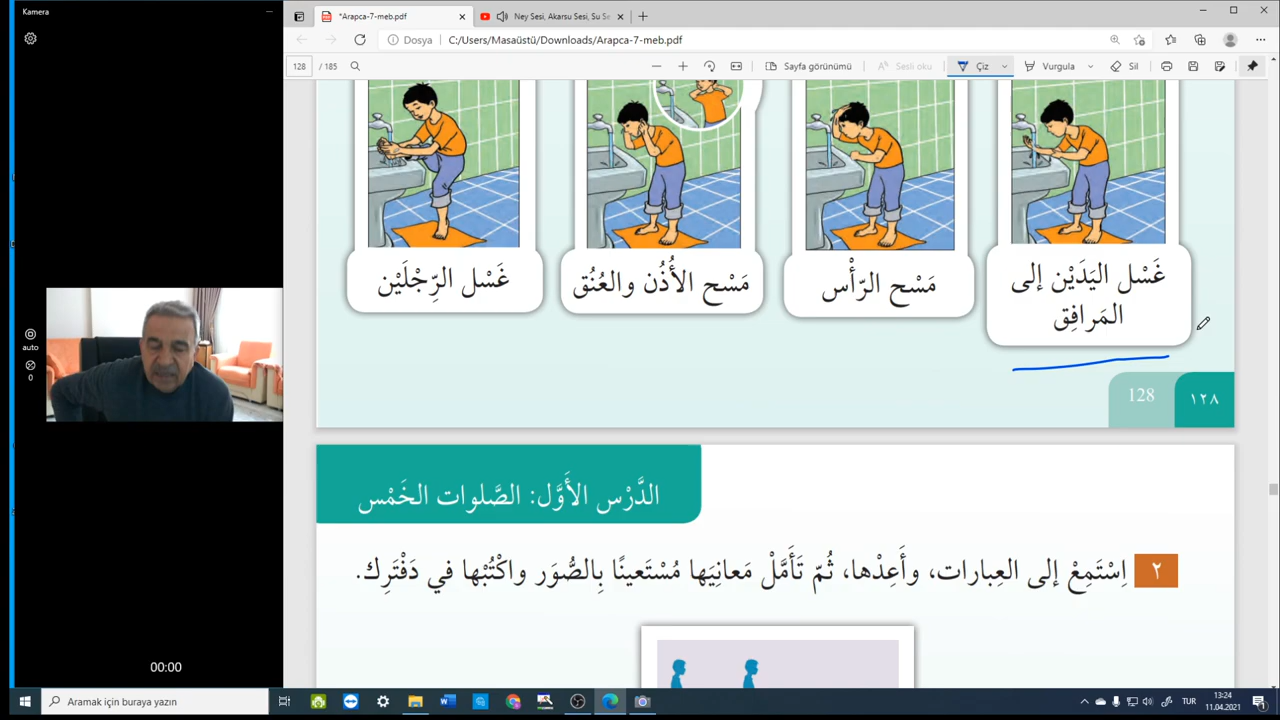 Kamera
*Arapca-7-meb.pdf
Ney Sesi, Akarsu Sesi, Su Se
Dosya
C:/Users/Masaüstü/Downloads/Arapca-7-meb.pdf
128
/ 185
Sayfa görünümü
Sesli oku
Çiz
Vurgula
Sil
auto
0
00:00
غَسْل اليَدَيْن إلى
المَرافِق
مَسْح الرّأْس
مَسْح الأُذُن والعُنُق
غَسْل الرِّجْلَيْن
128
١٢٨
الدَّرْس الأَوَّل: الصَّلوات الخَمْس
٢
اِسْتَمِعْ إلى العِبارات، وأَعِدْها، ثُمّ تَأَمَّلْ مَعانِيَها مُسْتَعينًا بِالصُّوَر واكْتُبْها في دَفْتَرِك.
Aramak için buraya yazın
TUR
13:24
11.04.2021